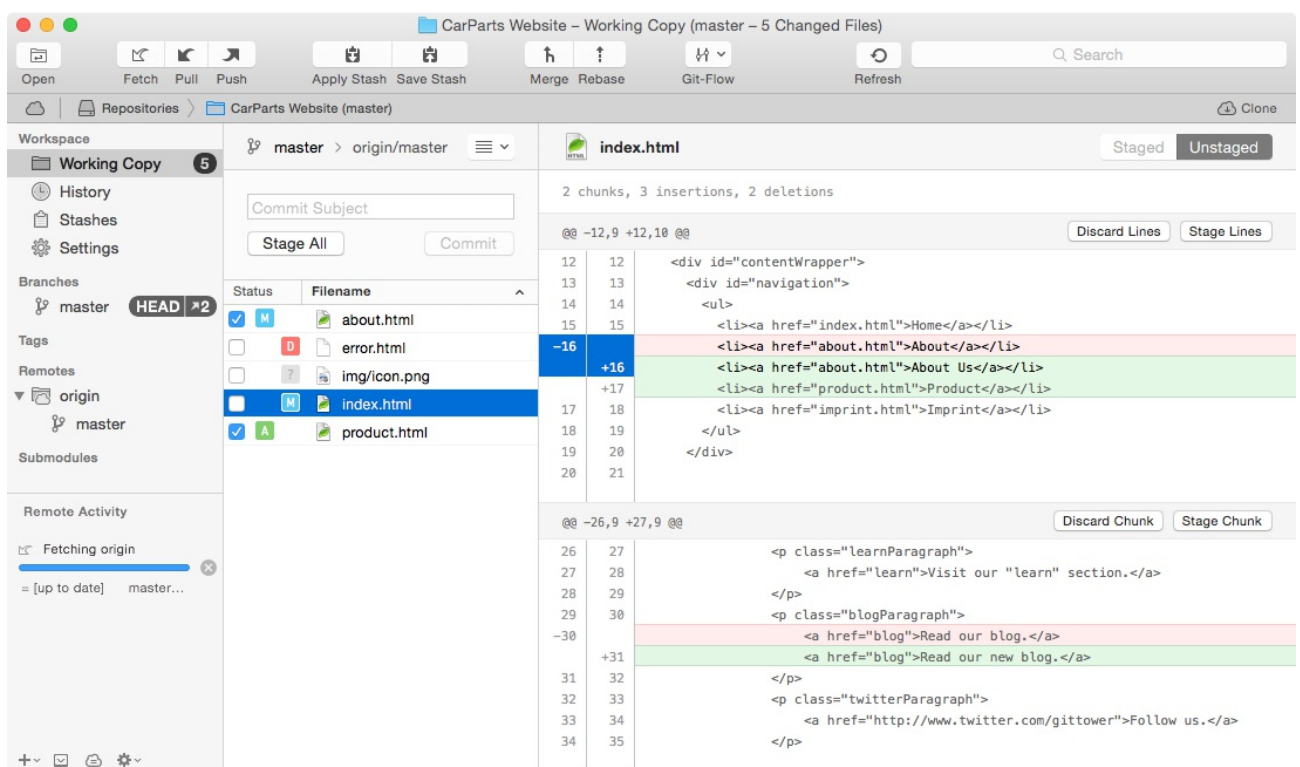 CarParts Website – Working Copy (master – 5 Changed Files)
Open Fetch Pull Push Apply Stash Save Stash Merge Rebase Git-Flow Refresh Search
Repositories CarParts Website (master) Clone
Workspace
Working Copy 5
History
Stashes
Settings
Branches
master HEAD 2
Tags
Remotes
origin
master
Submodules
Remote Activity
Fetching origin
= [up to date] master...
master > origin/master
Commit Subject
Stage All Commit
Status Filename
M about.html
D error.html
? img/icon.png
M index.html
A product.html
HTML index.html Staged Unstaged
2 chunks, 3 insertions, 2 deletions
@@ -12,9 +12,10 @@ Discard Lines Stage Lines
12 12 <div id="contentWrapper">
13 13 <div id="navigation">
14 14 <ul>
15 15 <li><a href="index.html">Home</a></li>
-16 <li><a href="about.html">About</a></li>
+16 <li><a href="about.html">About Us</a></li>
+17 <li><a href="product.html">Product</a></li>
17 18 <li><a href="imprint.html">Imprint</a></li>
18 19 </ul>
19 20 </div>
20 21
@@ -26,9 +27,9 @@ Discard Chunk Stage Chunk
26 27 <p class="learnParagraph">
27 28 <a href="learn">Visit our "learn" section.</a>
28 29 </p>
29 30 <p class="blogParagraph">
-30 <a href="blog">Read our blog.</a>
+31 <a href="blog">Read our new blog.</a>
31 32 </p>
32 33 <p class="twitterParagraph">
33 34 <a href="http://www.twitter.com/gittower">Follow us.</a>
34 35 </p>